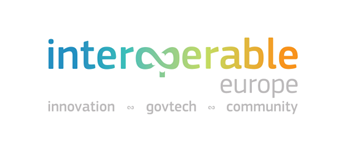 interoperable
europe
innovation ∞ govtech ∞ community